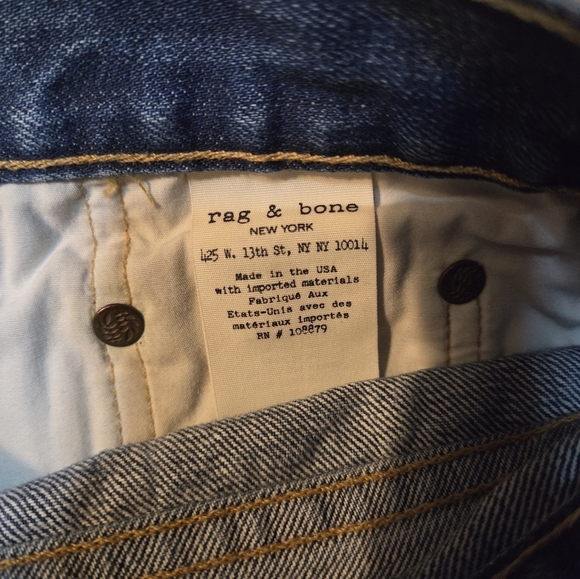 rag & bone
NEW YORK
425 W. 13th St, NY NY 10014
Made in the USA
with imported materials
Fabriqué Aux
Etats-Unis avec des
matériaux importés
RN # 108879